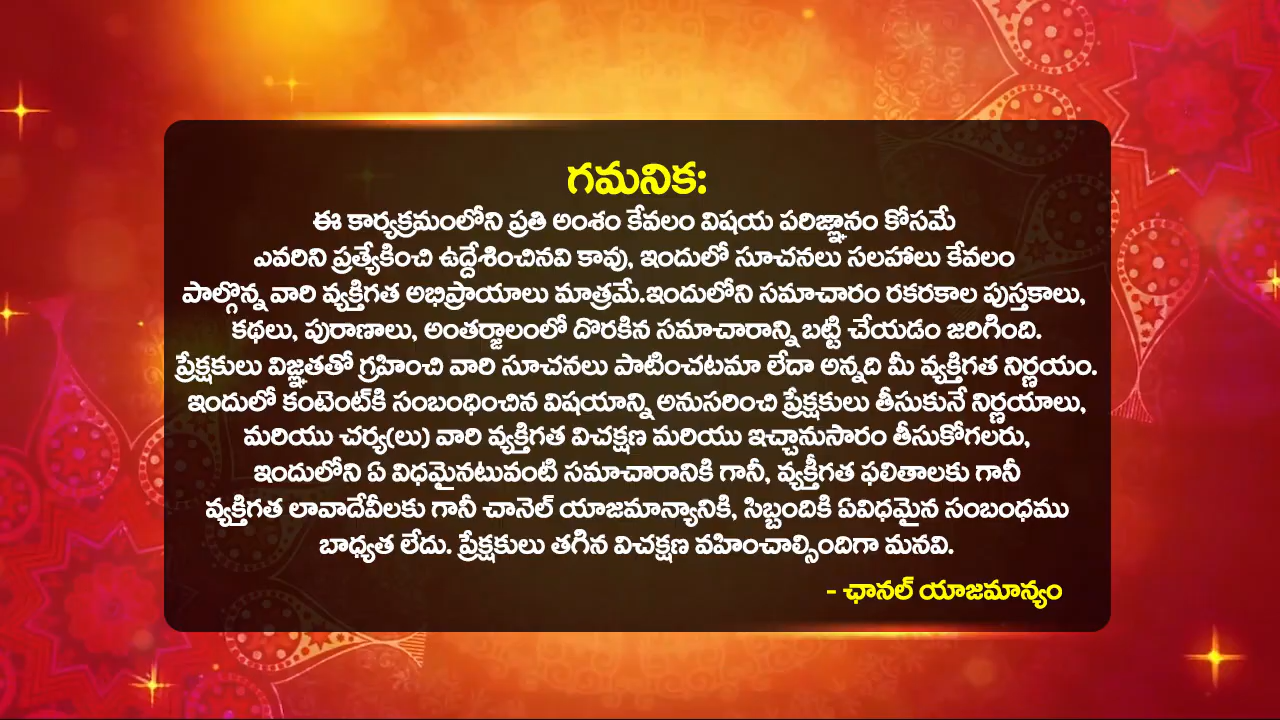 గమనిక:
ఈ కార్యక్రమంలోని ప్రతి అంశం కేవలం విషయ పరిజ్ఞానం కోసమే
ఎవరిని ప్రత్యేకించి ఉద్దేశించినవి కావు, ఇందులో సూచనలు సలహాలు కేవలం
పాల్గొన్న వారి వ్యక్తిగత అభిప్రాయాలు మాత్రమే.ఇందులోని సమాచారం రకరకాల పుస్తకాలు,
కథలు, పురాణాలు, అంతర్జాలంలో దొరకిన సమాచారాన్ని బట్టి చేయడం జరిగింది.
ప్రేక్షకులు విజ్ఞతతో గ్రహించి వారి సూచనలు పాటించటమా లేదా అన్నది మీ వ్యక్తిగత నిర్ణయం.
ఇందులో కంటెంట్‌కి సంబంధించిన విషయాన్ని అనుసరించి ప్రేక్షకులు తీసుకునే నిర్ణయాలు,
మరియు చర్య(లు) వారి వ్యక్తిగత విచక్షణ మరియు ఇచ్చానుసారం తీసుకోగలరు,
ఇందులోని ఏ విధమైనటువంటి సమాచారానికి గానీ, వ్యక్తీగత ఫలితాలకు గానీ
వ్యక్తిగత లావాదేవీలకు గానీ చానెల్ యాజమాన్యానికి, సిబ్బందికి ఏవిధమైన సంబంధము
బాధ్యత లేదు. ప్రేక్షకులు తగిన విచక్షణ వహించాల్సిందిగా మనవి.
- ఛానల్ యాజమాన్యం